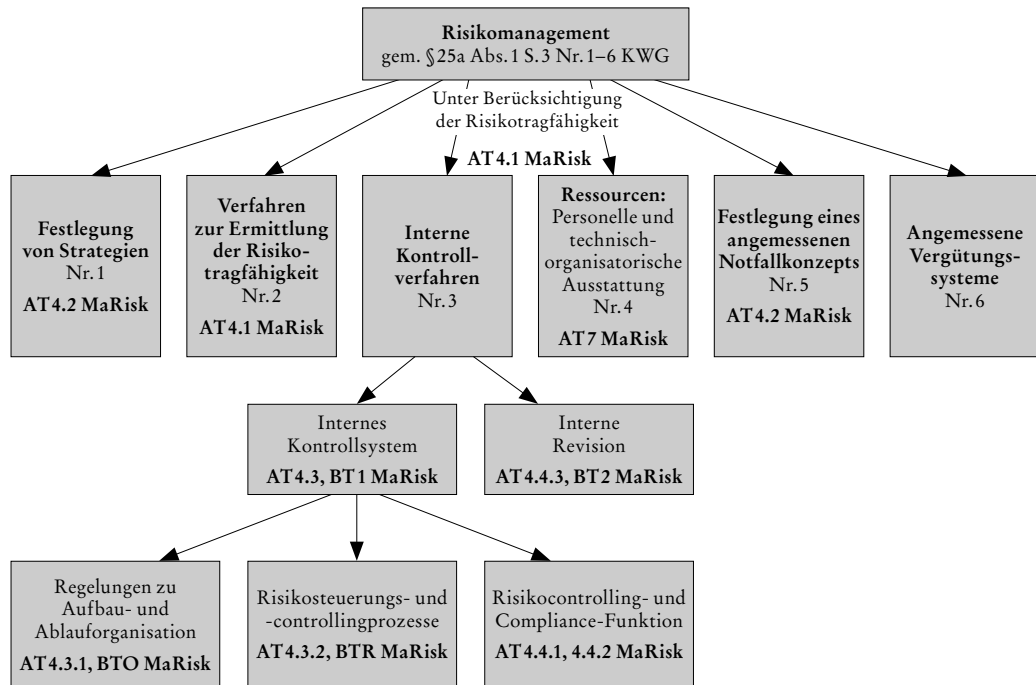 Risikomanagement
gem. §25a Abs.1 S.3 Nr.1–6 KWG
Unter Berücksichtigung
der Risikotragfähigkeit
AT4.1 MaRisk
Festlegung
von Strategien
Nr.1
AT4.2 MaRisk
Verfahren
zur Ermittlung
der Risiko-
tragfähigkeit
Nr.2
AT4.1 MaRisk
Interne
Kontroll-
verfahren
Nr.3
Ressourcen:
Personelle und
technisch-
organisatorische
Ausstattung
Nr.4
AT7 MaRisk
Festlegung eines
angemessenen
Notfallkonzepts
Nr.5
AT4.2 MaRisk
Angemessene
Vergütungs-
systeme
Nr.6
Internes
Kontrollsystem
AT4.3, BT1 MaRisk
Interne
Revision
AT4.4.3, BT2 MaRisk
Regelungen zu
Aufbau- und
Ablauforganisation
AT4.3.1, BTO MaRisk
Risikosteuerungs- und
-controllingprozesse
AT4.3.2, BTR MaRisk
Risikocontrolling- und
Compliance-Funktion
AT4.4.1, 4.4.2 MaRisk